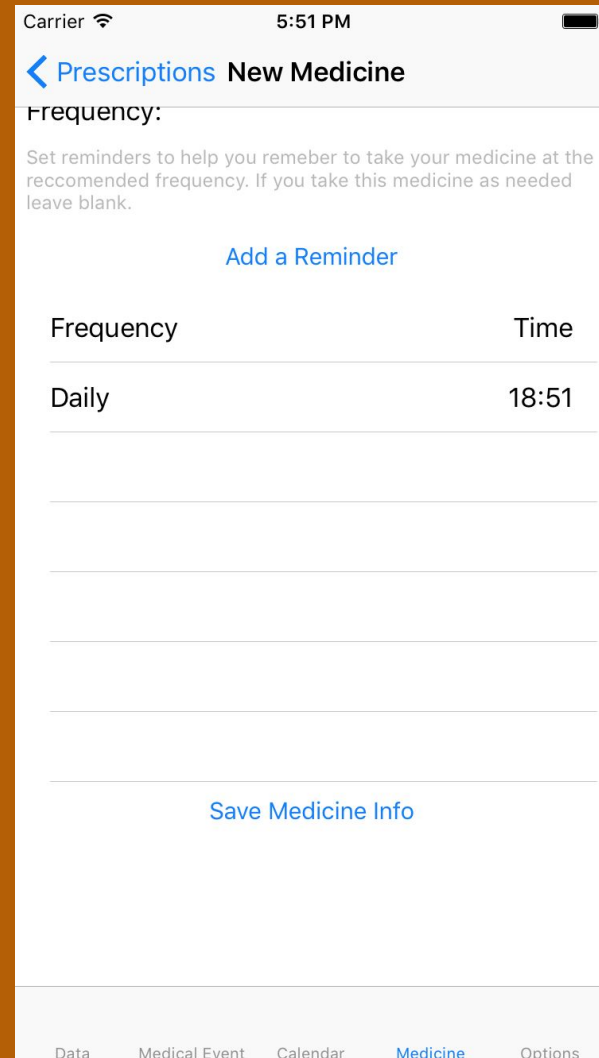 Carrier 5:51 PM
Prescriptions New Medicine
Frequency:
Set reminders to help you remeber to take your medicine at the
reccomended frequency. If you take this medicine as needed
leave blank.
Add a Reminder
Frequency Time
Daily 18:51
Save Medicine Info
Data Medical Event Calendar Medicine Options